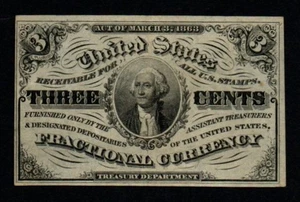 ACT OF MARCH 3, 1863
3 3
United States
RECEIVABLE FOR ALL U.S. STAMPS.
THREE CENTS
FURNISHED ONLY BY THE ASSISTANT TREASURERS
& DESIGNATED DEPOSITARIES OF THE UNITED STATES,
FRACTIONAL CURRENCY
TREASURY DEPARTMENT